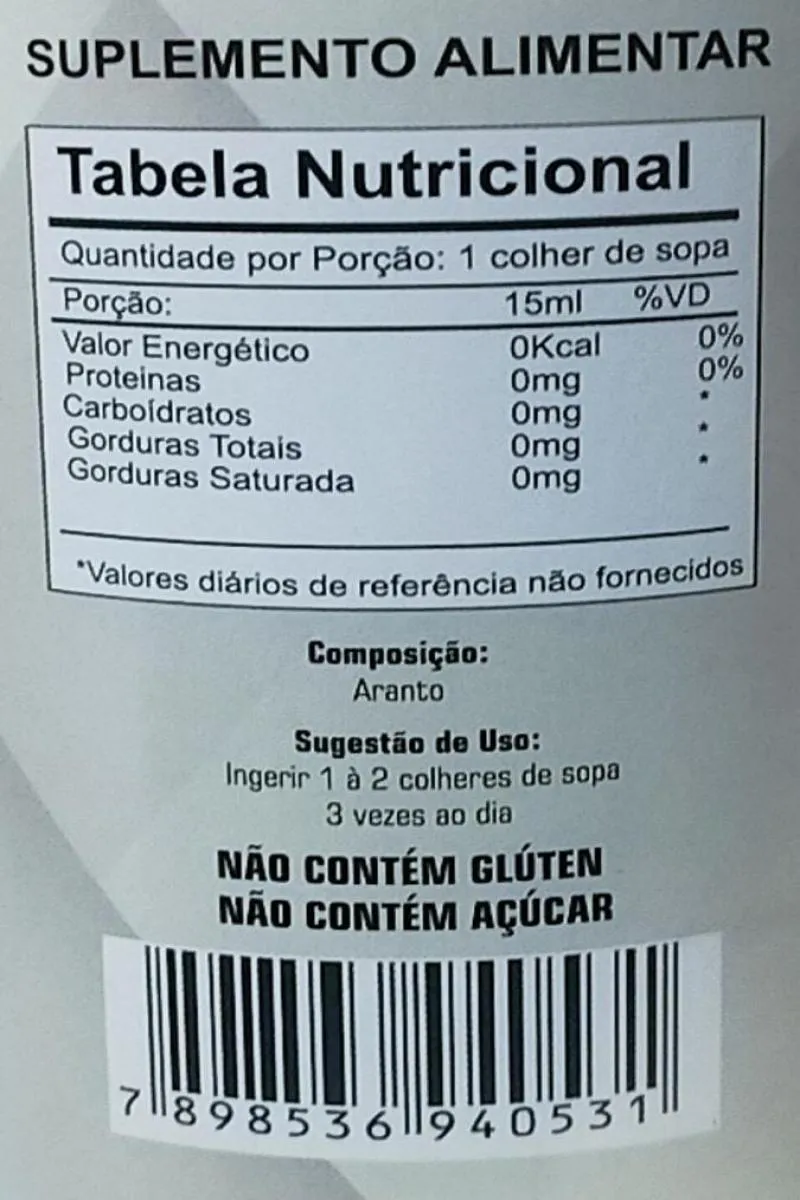 SUPLEMENTO ALIMENTAR
Tabela Nutricional
Quantidade por Porção: 1 colher de sopa
Porção: 15ml %VD
Valor Energético 0Kcal 0%
Proteinas 0mg 0%
Carboídratos 0mg *
Gorduras Totais 0mg *
Gorduras Saturada 0mg *
*Valores diários de referência não fornecidos
Composição:
Aranto
Sugestão de Uso:
Ingerir 1 à 2 colheres de sopa
3 vezes ao dia
NÃO CONTÉM GLÚTEN
NÃO CONTÉM AÇÚCAR
7 898536 940531